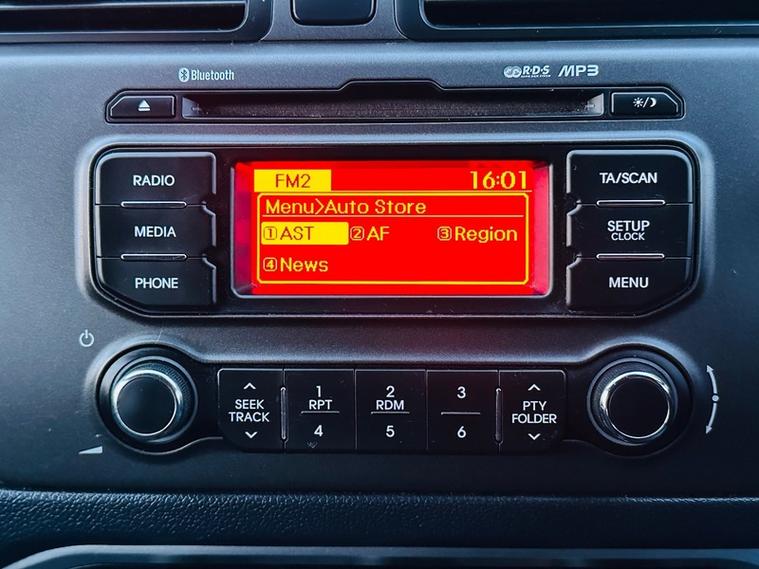 Bluetooth
R·D·S MP3
RADIO
MEDIA
PHONE
FM2 16:01
Menu>Auto Store
①AST ②AF ③Region
④News
TA/SCAN
SETUP
CLOCK
MENU
SEEK
TRACK
1
RPT
4
2
RDM
5
3
6
PTY
FOLDER